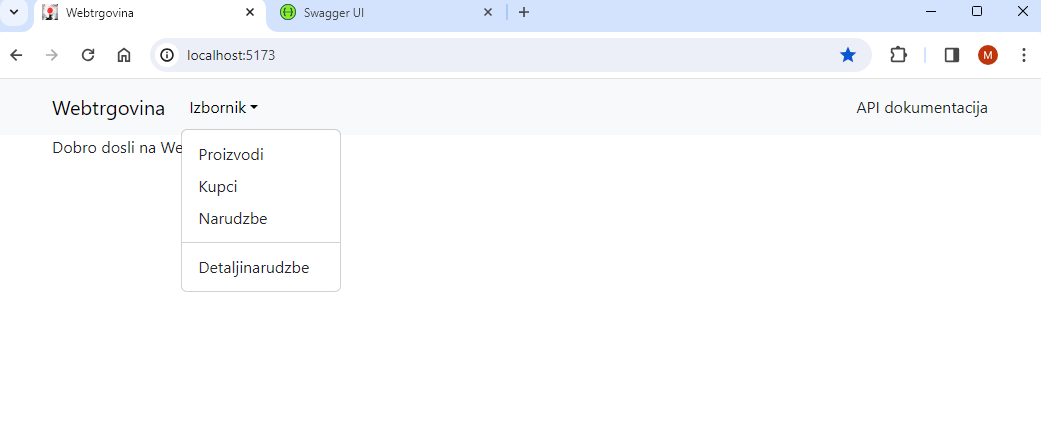 Webtrgovina
Swagger UI
localhost:5173
M
Webtrgovina Izbornik API dokumentacija
Dobro dosli na We
Proizvodi
Kupci
Narudzbe
Detaljinarudzbe